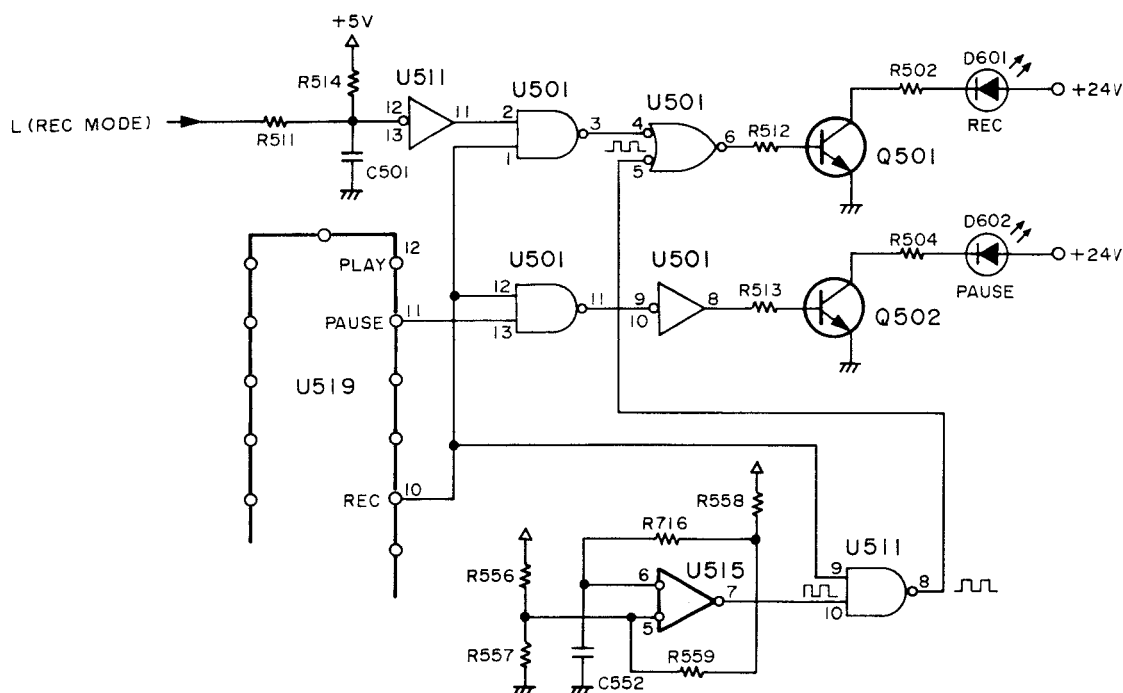 +5V
R514
U511
12
13
11
L (REC MODE)
R511
C501
U501
2
1
3
U501
4
5
6
R512
Q501
R502
D601
REC
+24V
U519
PLAY
12
PAUSE
11
REC
10
U501
12
13
11
U501
9
10
8
R513
Q502
R504
D602
PAUSE
+24V
R558
R716
R556
R557
U515
6
5
7
R559
C552
U511
9
10
8